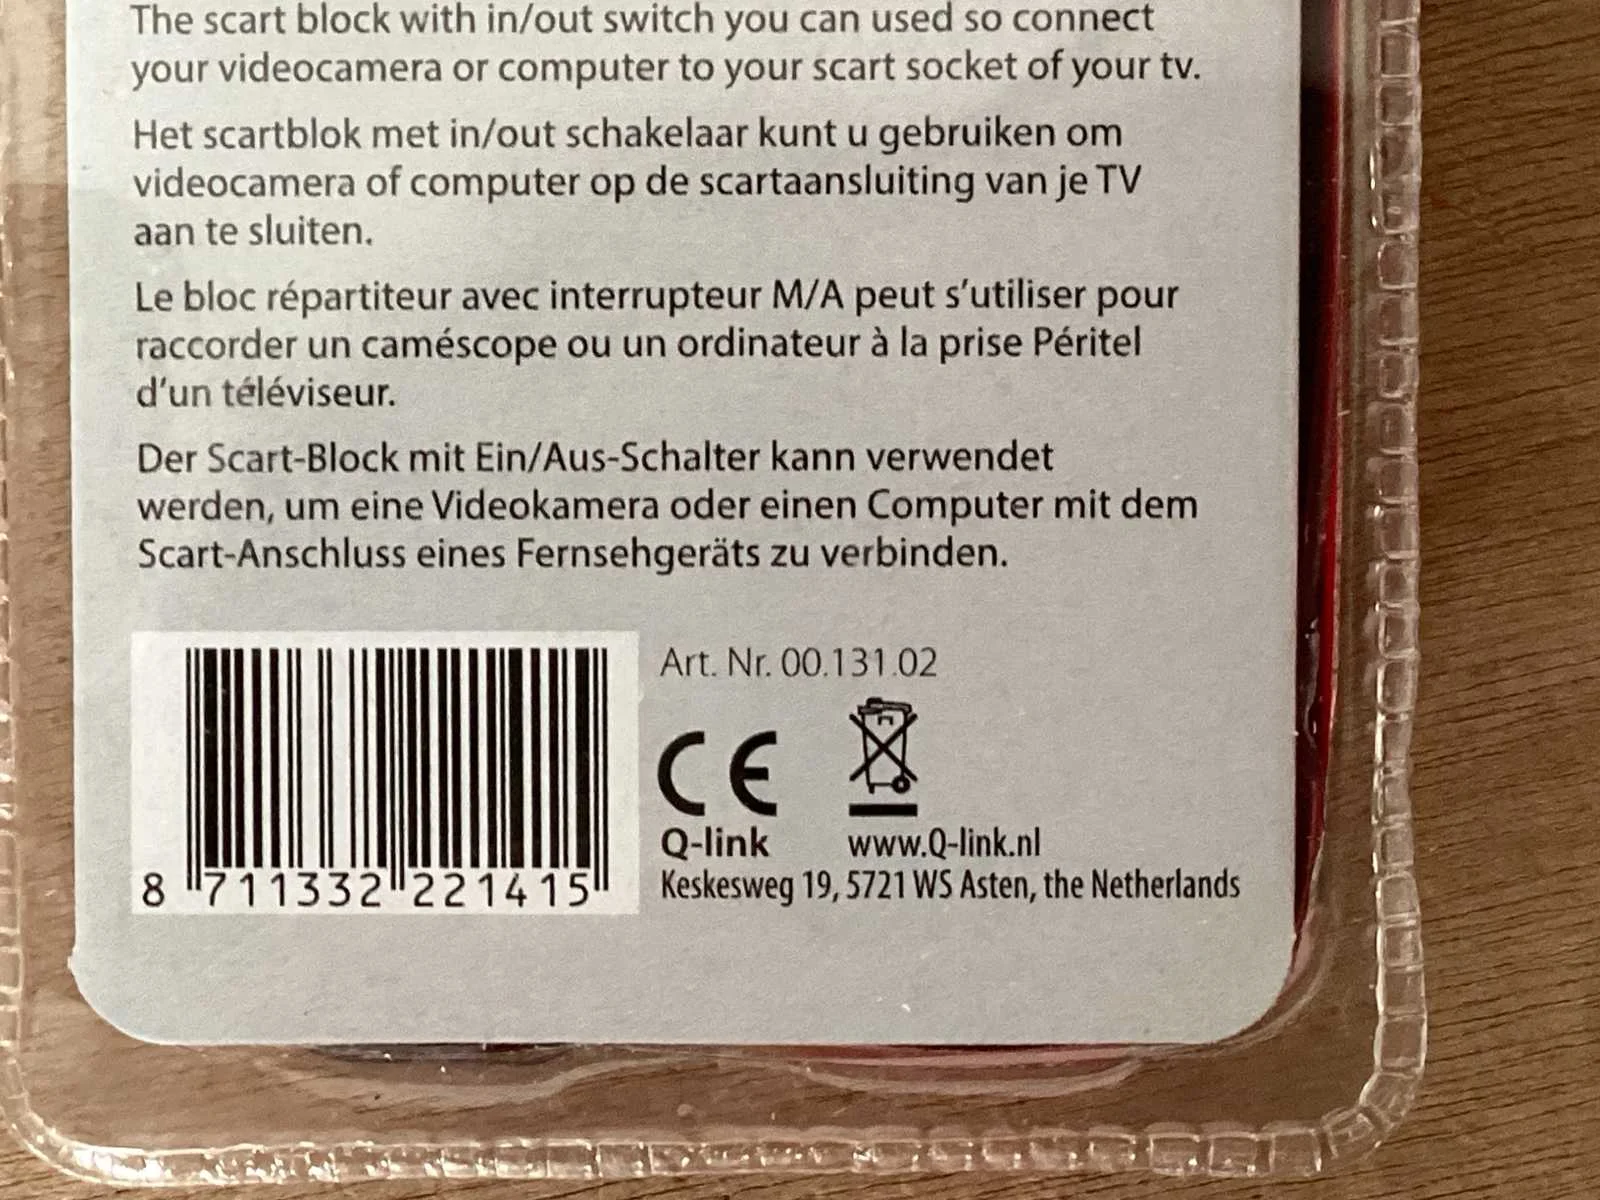 The scart block with in/out switch you can used so connect
your videocamera or computer to your scart socket of your tv.
Het scartblok met in/out schakelaar kunt u gebruiken om
videocamera of computer op de scartaansluiting van je TV
aan te sluiten.
Le bloc répartiteur avec interrupteur M/A peut s'utiliser pour
raccorder un caméscope ou un ordinateur à la prise Péritel
d'un téléviseur.
Der Scart-Block mit Ein/Aus-Schalter kann verwendet
werden, um eine Videokamera oder einen Computer mit dem
Scart-Anschluss eines Fernsehgeräts zu verbinden.
Art. Nr. 00.131.02
CE
Q-link www.Q-link.nl
Keskesweg 19, 5721 WS Asten, the Netherlands
8 711332 221415